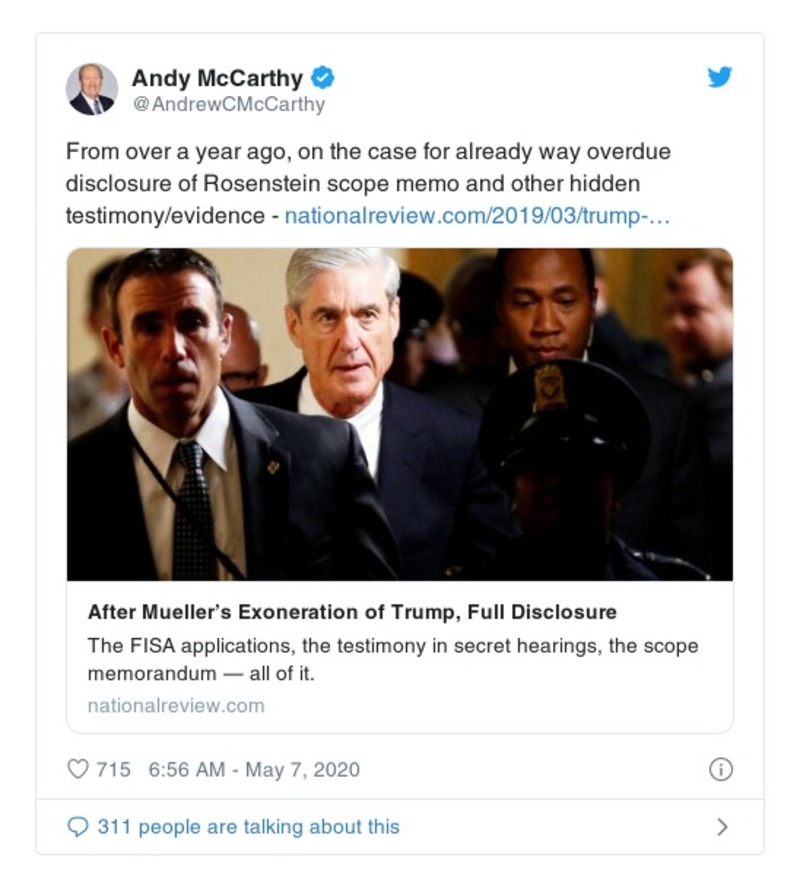 Andy McCarthy
@AndrewCMcCarthy
From over a year ago, on the case for already way overdue
disclosure of Rosenstein scope memo and other hidden
testimony/evidence - nationalreview.com/2019/03/trump-…
After Mueller’s Exoneration of Trump, Full Disclosure
The FISA applications, the testimony in secret hearings, the scope
memorandum — all of it.
nationalreview.com
715 6:56 AM - May 7, 2020
311 people are talking about this